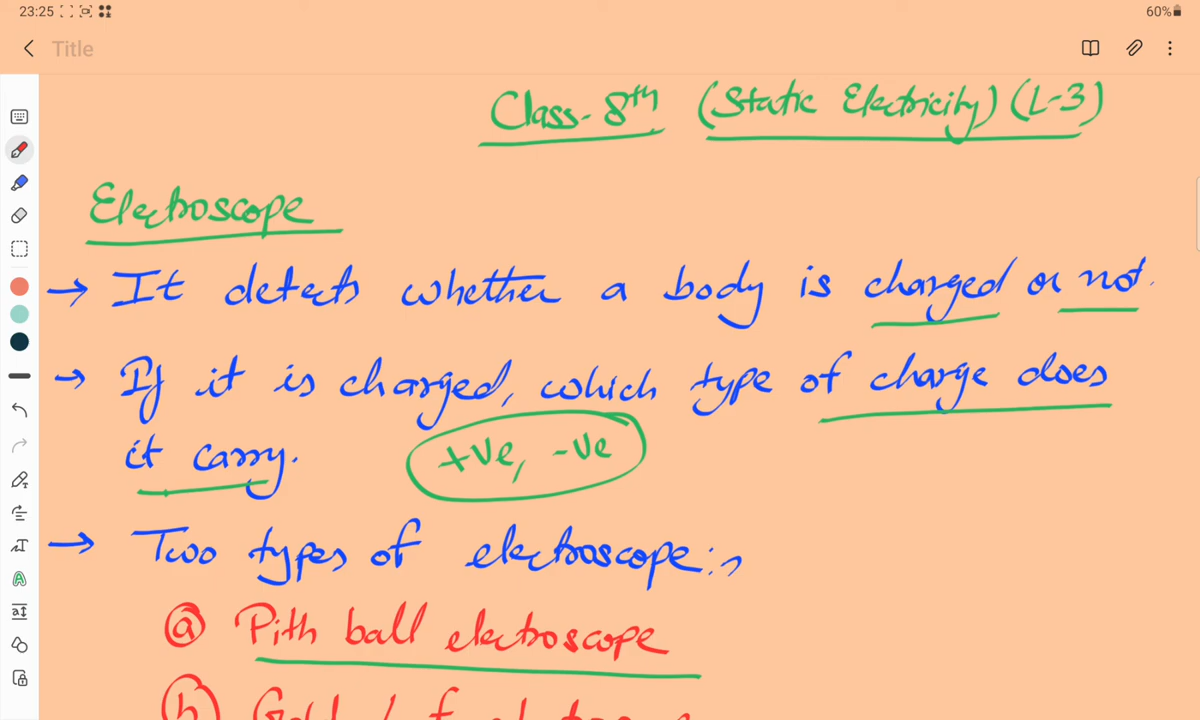 23:25
60%
Title
Class-8th (Static Electricity) (L-3)
Electroscope
→ It detects whether a body is charged or not.
→ If it is charged, which type of charge does
it carry. +ve, -ve
→ Two types of electroscope:-
(a) Pith ball electroscope
(b) Gold